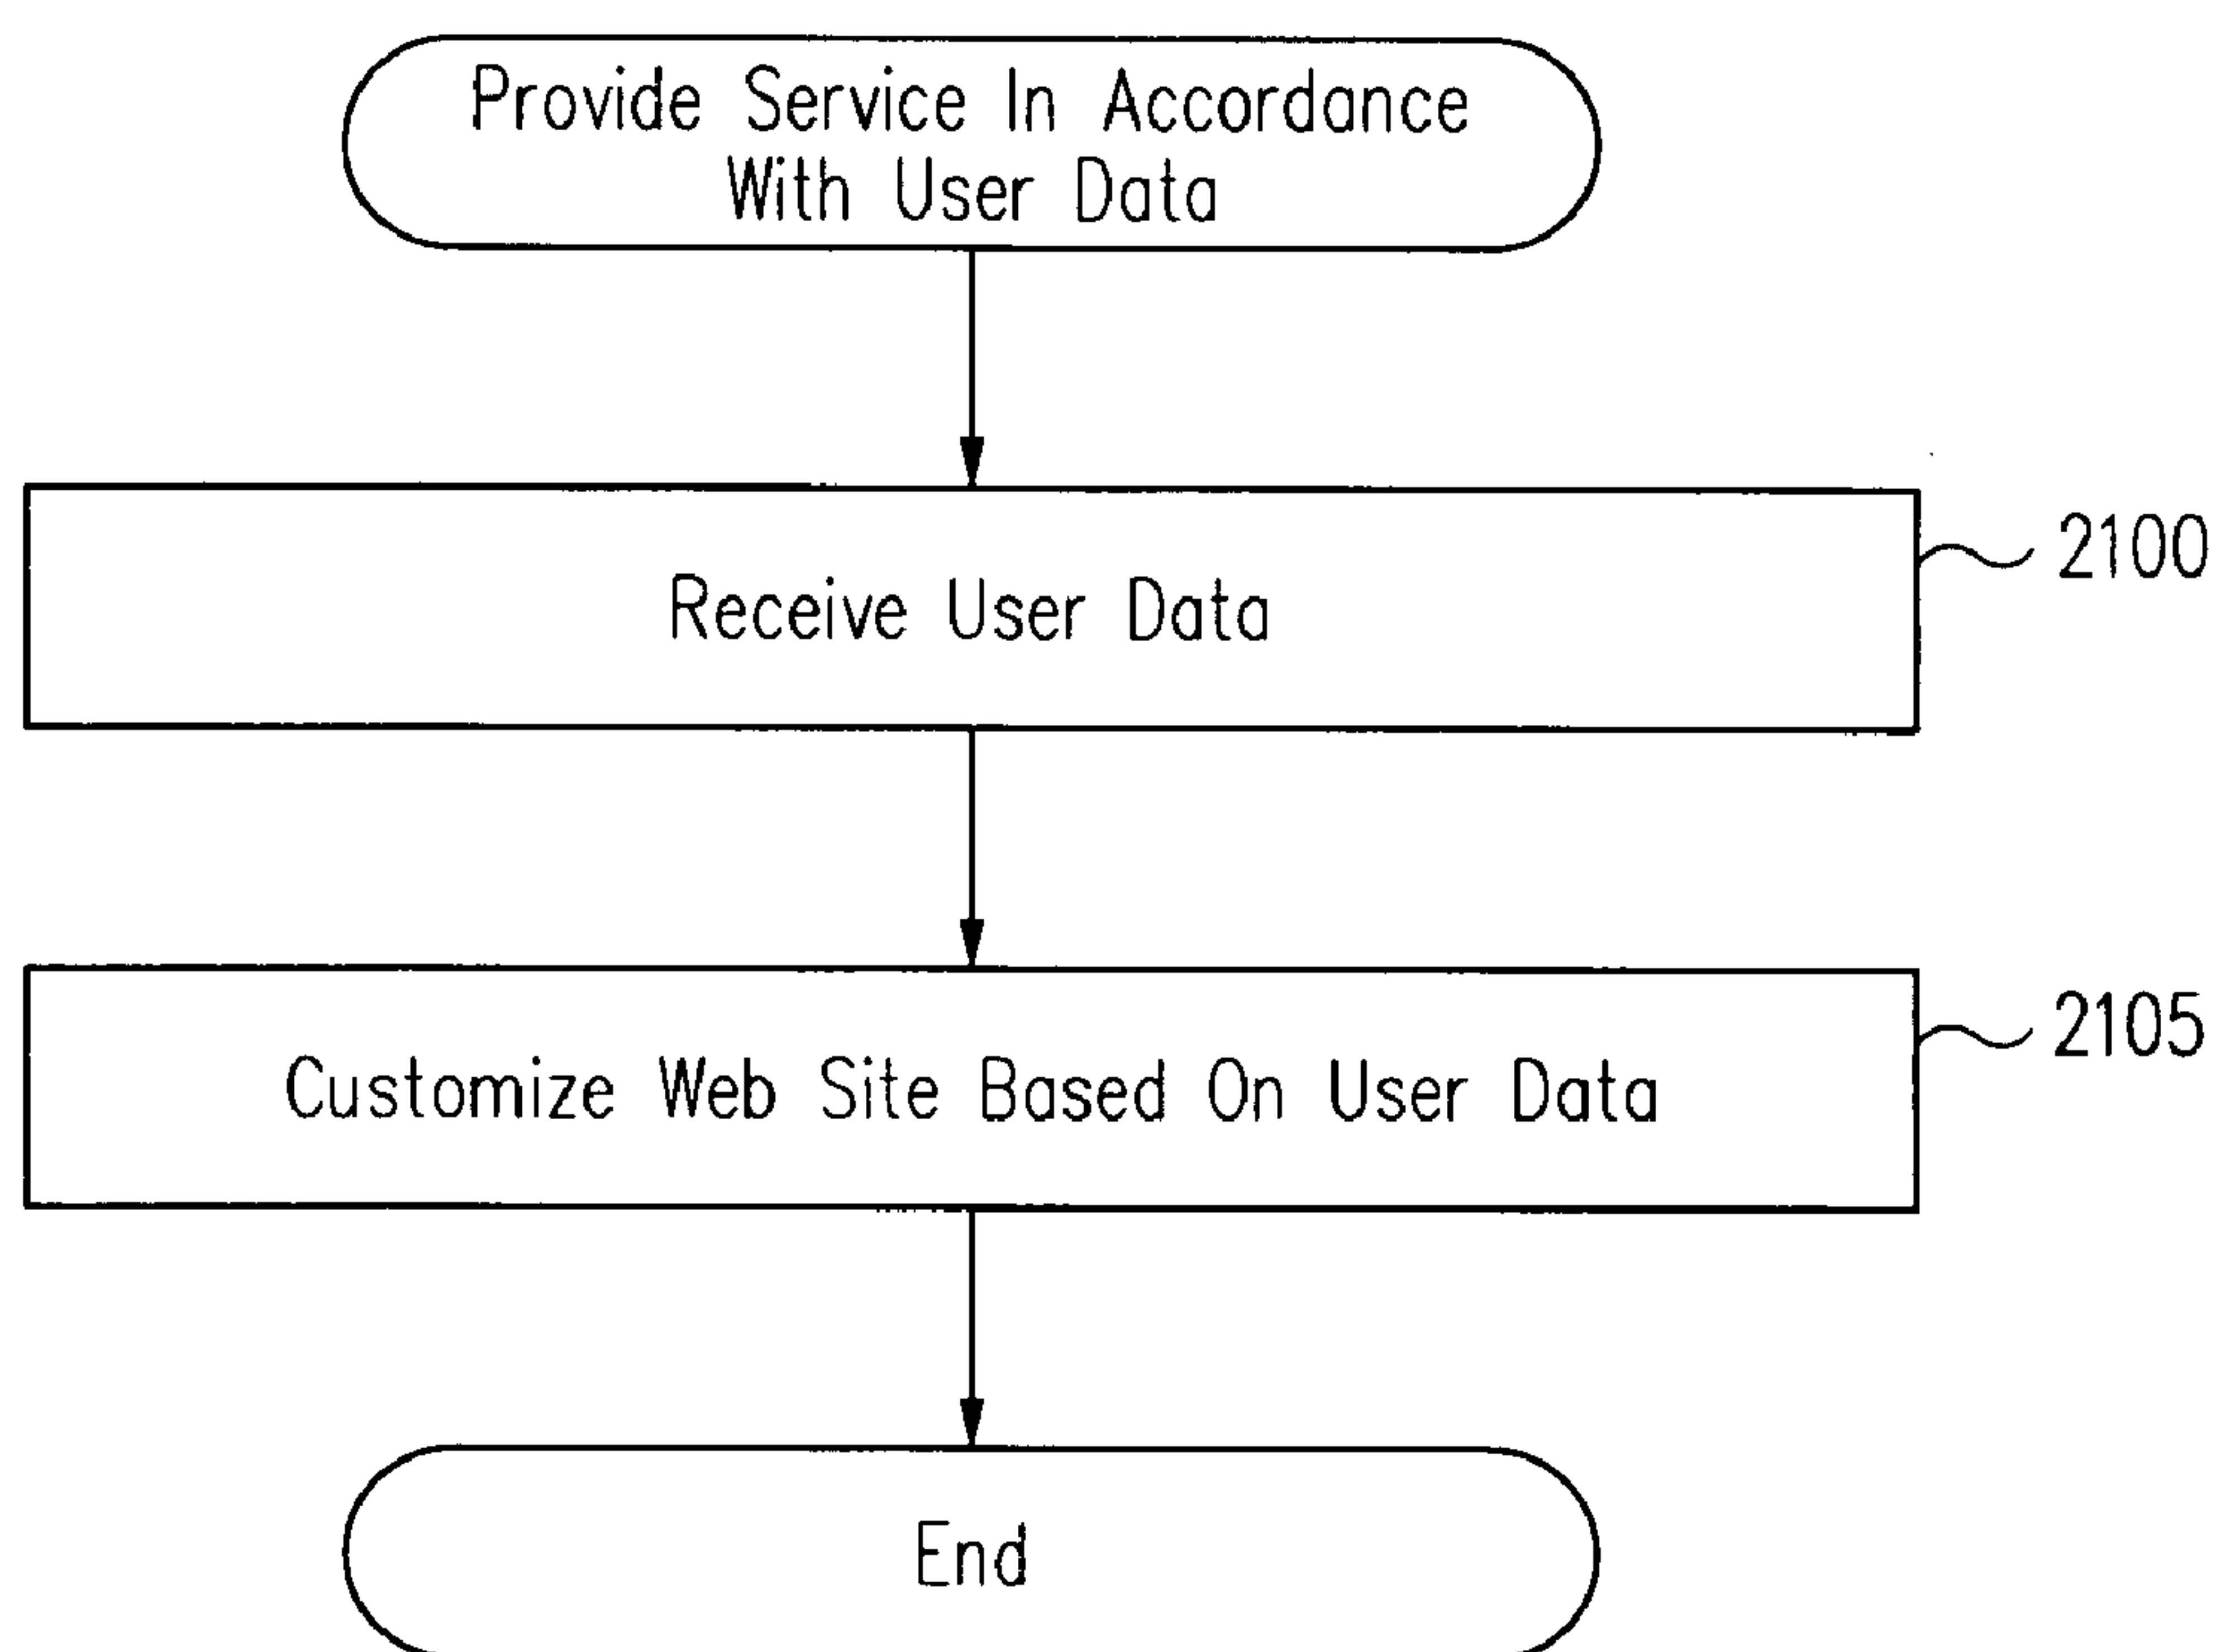 Provide Service In Accordance
With User Data
Receive User Data
2100
Customize Web Site Based On User Data
2105
End